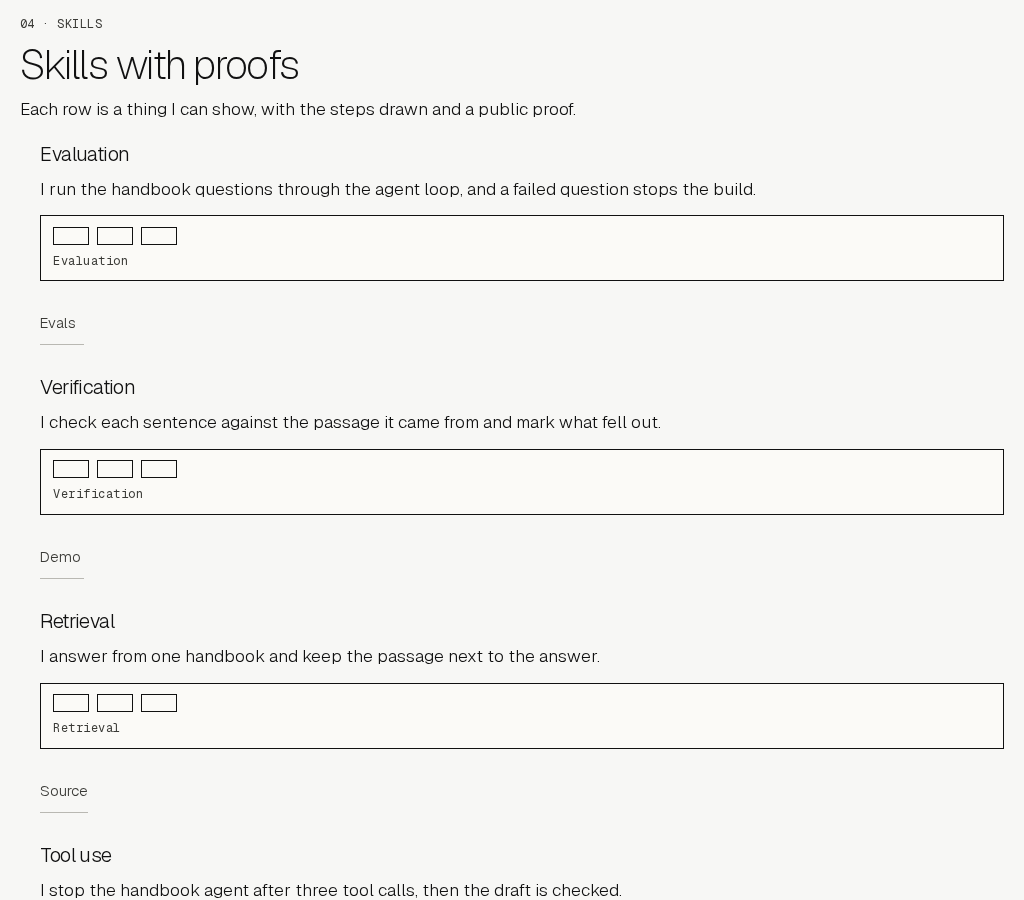 04 · SKILLS
Skills with proofs
Each row is a thing I can show, with the steps drawn and a public proof.
Evaluation
I run the handbook questions through the agent loop, and a failed question stops the build.
Evaluation
Evals
Verification
I check each sentence against the passage it came from and mark what fell out.
Verification
Demo
Retrieval
I answer from one handbook and keep the passage next to the answer.
Retrieval
Source
Tool use
I stop the handbook agent after three tool calls, then the draft is checked.